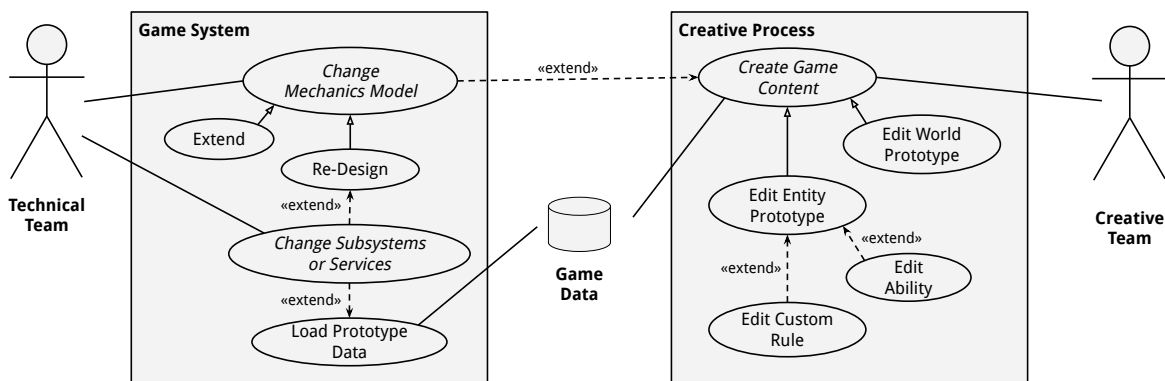 Game System
Change
Mechanics Model
Extend
Re-Design
«extend»
Change Subsystems
or Services
«extend»
Load Prototype
Data
Technical
Team
«extend»
Game
Data
Creative Process
Create Game
Content
Edit World
Prototype
Edit Entity
Prototype
«extend»
«extend»
Edit
Ability
Edit Custom
Rule
Creative
Team